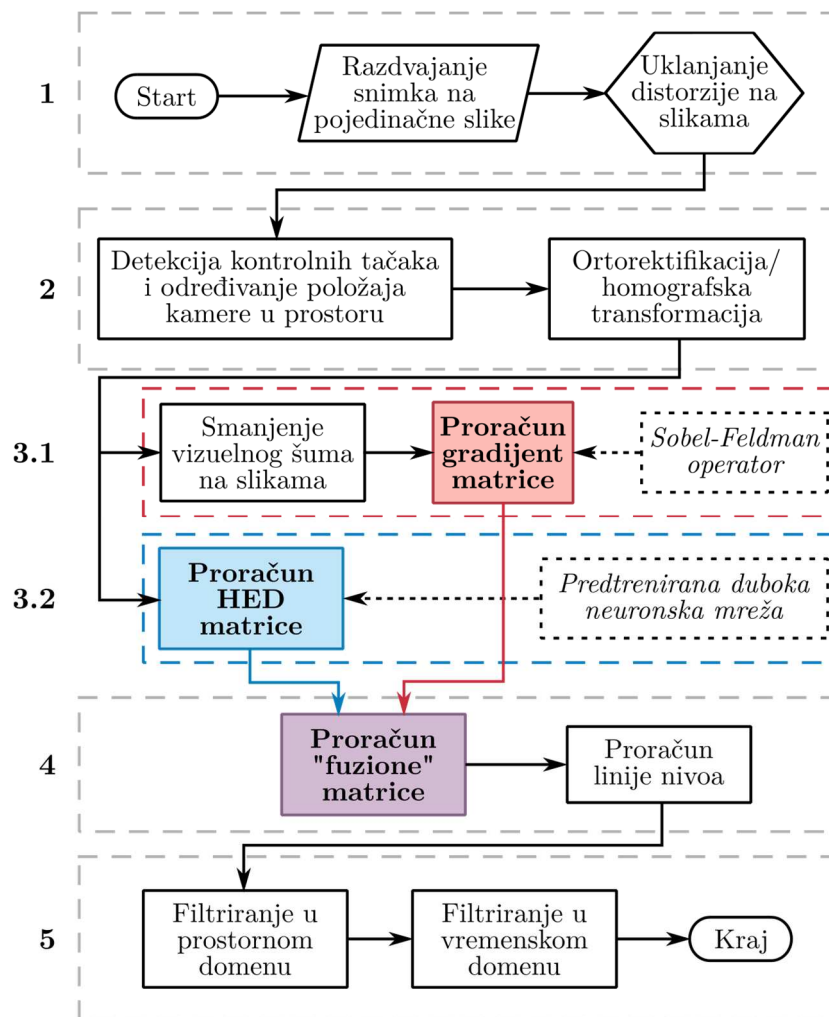 1
Start
Razdvajanje
snimka na
pojedinačne slike
Uklanjanje
distorzije na
slikama
2
Detekcija kontrolnih tačaka
i određivanje položaja
kamere u prostoru
Ortorektifikacija/
homografska
transformacija
3.1
Smanjenje
vizuelnog šuma
na slikama
Proračun
gradijent
matrice
Sobel-Feldman
operator
3.2
Proračun
HED
matrice
Predtrenirana duboka
neuronska mreža
4
Proračun
"fuzione"
matrice
Proračun
linije nivoa
5
Filtriranje u
prostornom
domenu
Filtriranje u
vremenskom
domenu
Kraj